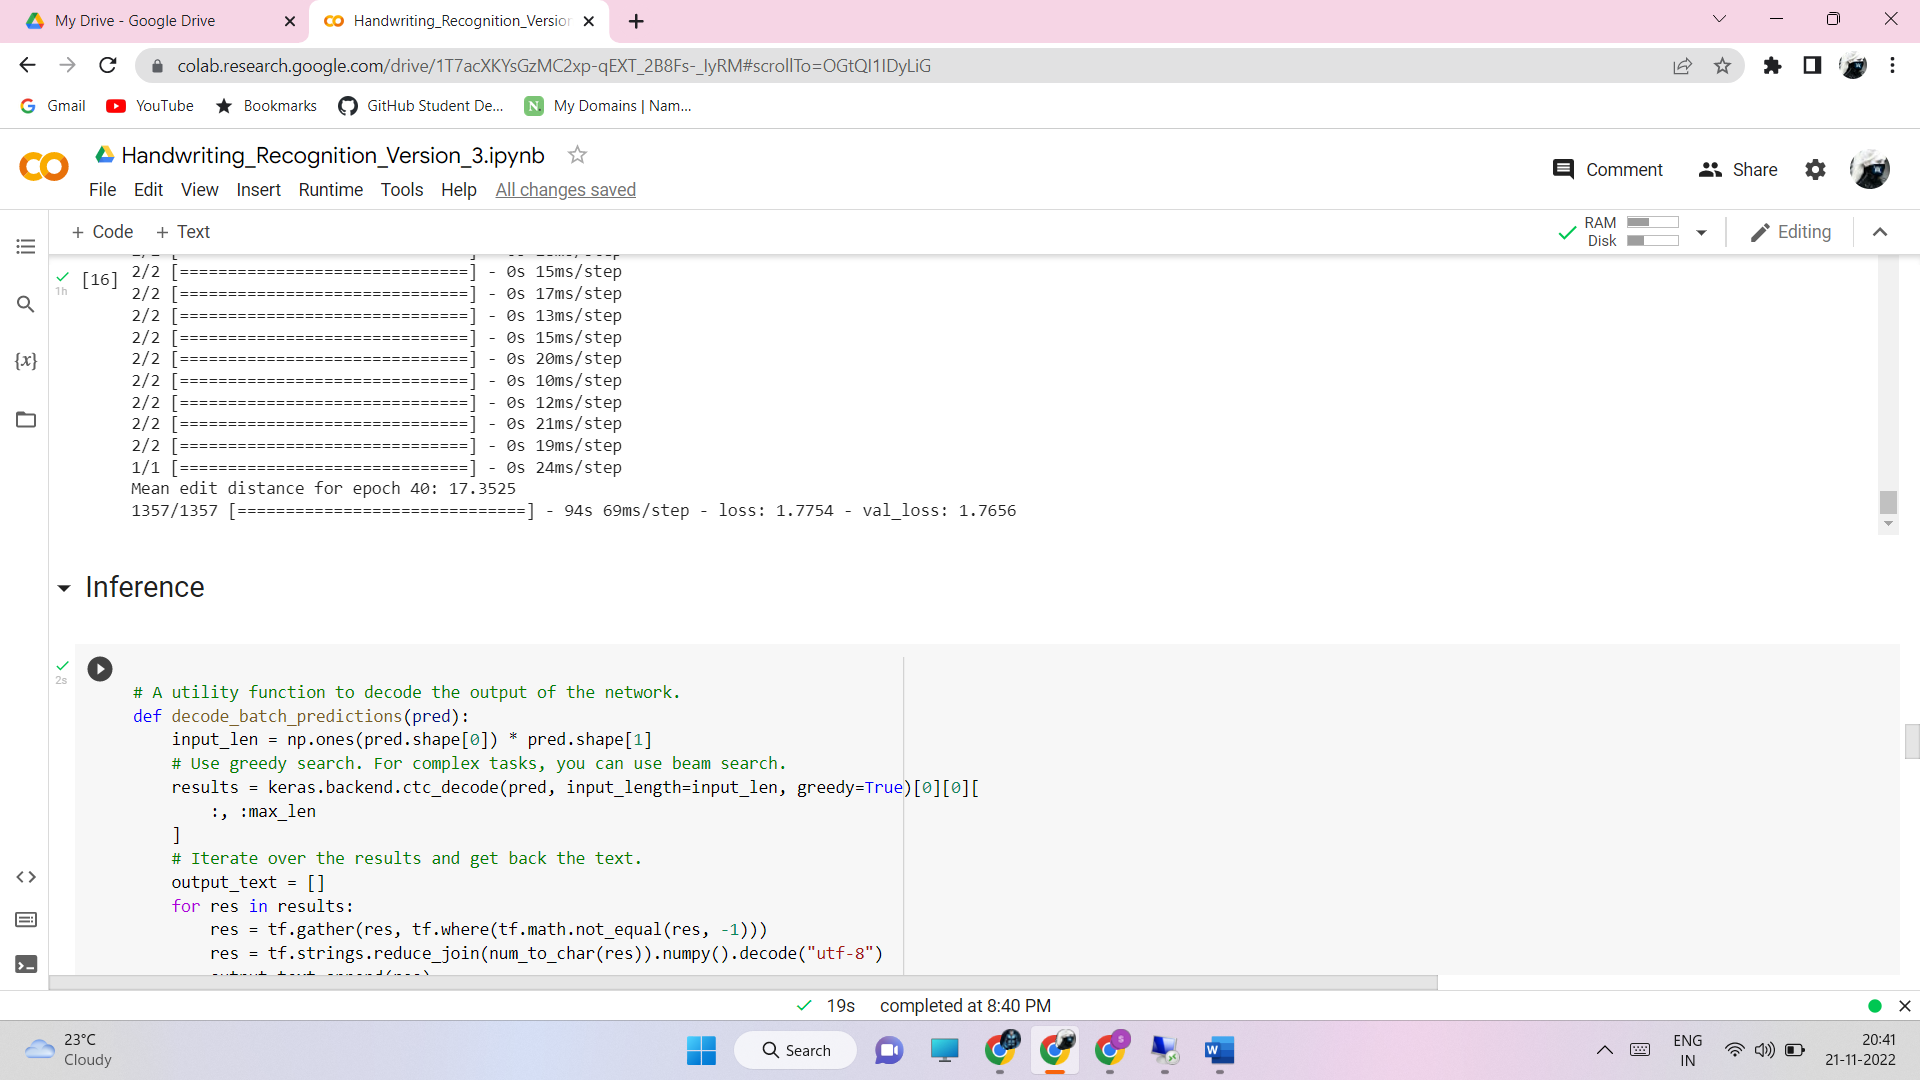 My Drive - Google Drive
Handwriting_Recognition_Version
colab.research.google.com/drive/1T7acXKYsGzMC2xp-qEXT_2B8Fs-_IyRM#scrollTo=OGtQI1IDyLiG
Gmail YouTube Bookmarks GitHub Student De... My Domains | Nam...
Handwriting_Recognition_Version_3.ipynb
Comment Share
File Edit View Insert Runtime Tools Help All changes saved
+ Code + Text
RAM
Disk
Editing
[16]
1h
2/2 [==============================] - 0s 15ms/step
2/2 [==============================] - 0s 17ms/step
2/2 [==============================] - 0s 13ms/step
2/2 [==============================] - 0s 15ms/step
2/2 [==============================] - 0s 20ms/step
2/2 [==============================] - 0s 10ms/step
2/2 [==============================] - 0s 12ms/step
2/2 [==============================] - 0s 21ms/step
2/2 [==============================] - 0s 19ms/step
1/1 [==============================] - 0s 24ms/step
Mean edit distance for epoch 40: 17.3525
1357/1357 [==============================] - 94s 69ms/step - loss: 1.7754 - val_loss: 1.7656
Inference
2s
# A utility function to decode the output of the network.
def decode_batch_predictions(pred):
    input_len = np.ones(pred.shape[0]) * pred.shape[1]
    # Use greedy search. For complex tasks, you can use beam search.
    results = keras.backend.ctc_decode(pred, input_length=input_len, greedy=True)[0][0][
        :, :max_len
    ]
    # Iterate over the results and get back the text.
    output_text = []
    for res in results:
        res = tf.gather(res, tf.where(tf.math.not_equal(res, -1)))
        res = tf.strings.reduce_join(num_to_char(res)).numpy().decode("utf-8")
        output_text.append(res)
19s completed at 8:40 PM
23°C
Cloudy
Search
ENG
IN
20:41
21-11-2022